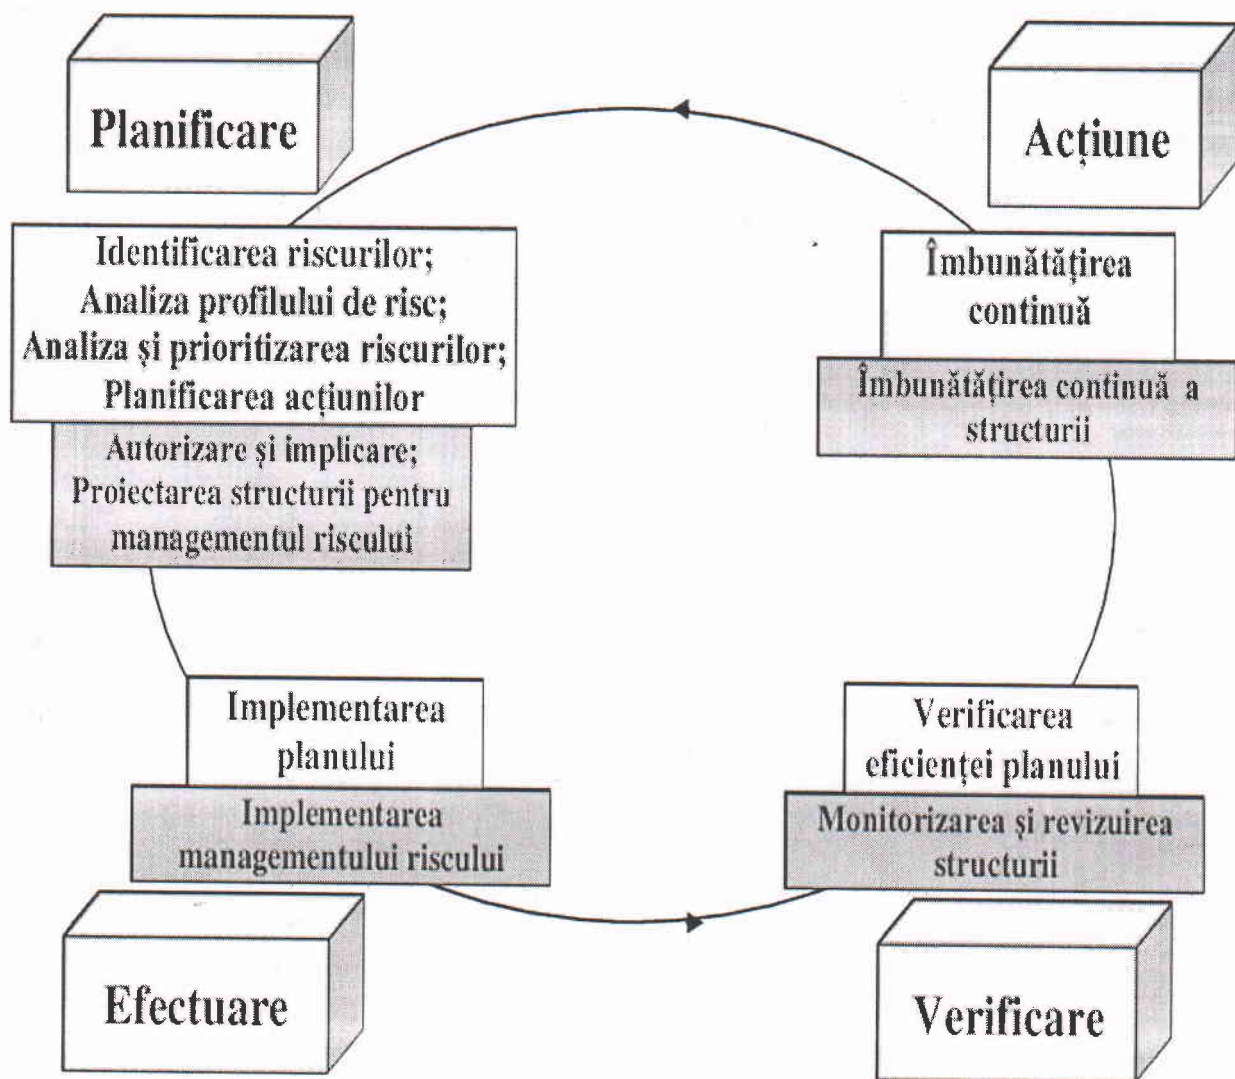 Planificare
Identificarea riscurilor;
Analiza profilului de risc;
Analiza și prioritizarea riscurilor;
Planificarea acțiunilor
Autorizare și implicare;
Proiectarea structurii pentru
managementul riscului
Acțiune
Îmbunătățirea
continuă
Îmbunătățirea continuă a
structurii
Implementarea
planului
Implementarea
managementului riscului
Efectuare
Verificarea
eficienței planului
Monitorizarea și revizuirea
structurii
Verificare